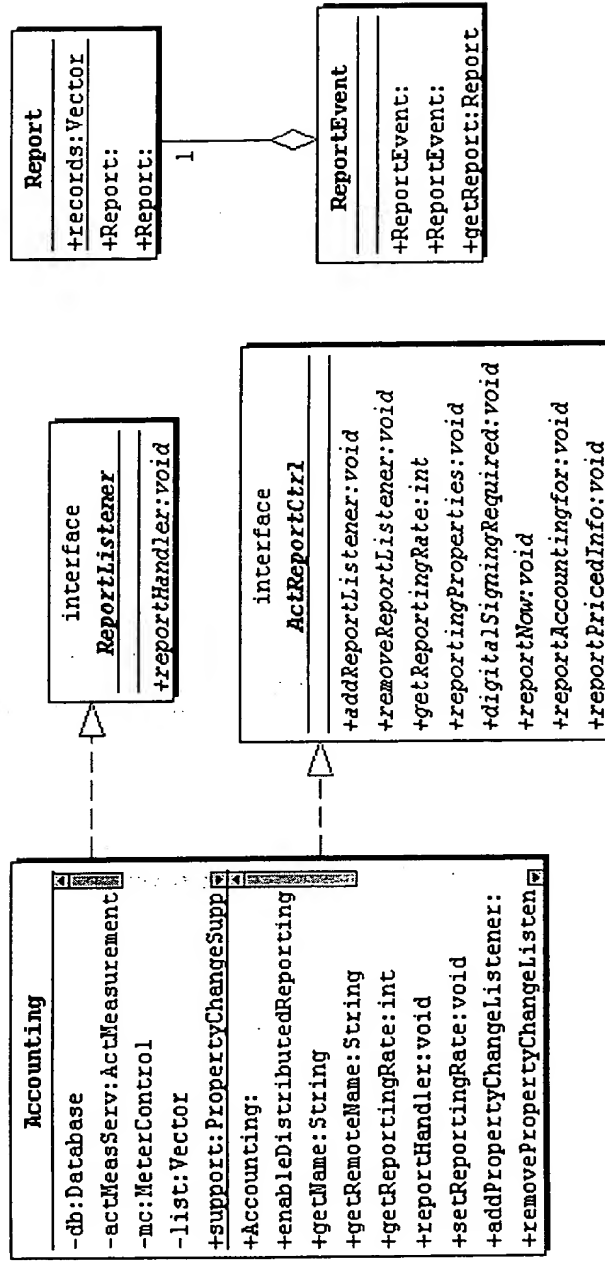 Accounting
-db:Database
-actMeasServ:ActMeasurement
-mc:MeterControl
-list:Vector
+support:PropertyChangeSupp
+Accounting:
+enableDistributedReporting
+getName:String
+getRemoteName:String
+getReportingRate:int
+reportHandler:void
+setReportingRate:void
+addPropertyChangeListener:
+removePropertyChangeListen
interface
ReportListener
+reportHandler:void
interface
ActReportCtrl
+addReportListener:void
+removeReportListener:void
+getReportingRate:int
+reportingProperties:void
+digitalSigningRequired:void
+reportNow:void
+reportAccountingfor:void
+reportPricedInfo:void
Report
+records:Vector
+Report:
+Report:
1
ReportEvent
+ReportEvent:
+ReportEvent:
+getReport:Report